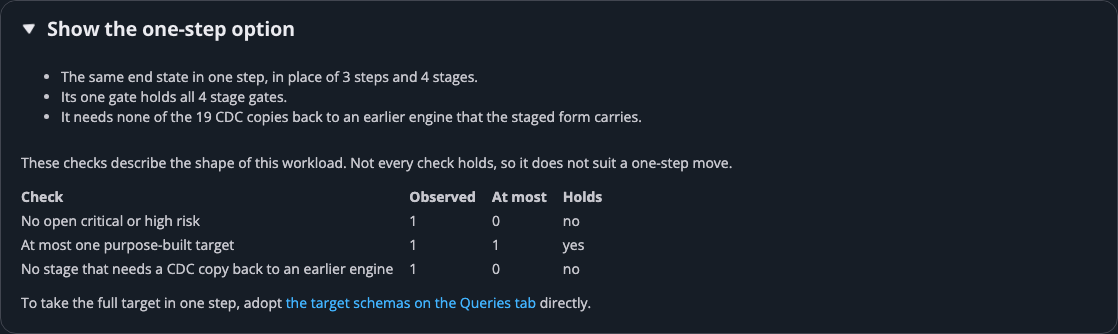 ▼ Show the one-step option
• The same end state in one step, in place of 3 steps and 4 stages.
• Its one gate holds all 4 stage gates.
• It needs none of the 19 CDC copies back to an earlier engine that the staged form carries.
These checks describe the shape of this workload. Not every check holds, so it does not suit a one-step move.
Check Observed At most Holds
No open critical or high risk 1 0 no
At most one purpose-built target 1 1 yes
No stage that needs a CDC copy back to an earlier engine 1 0 no
To take the full target in one step, adopt the target schemas on the Queries tab directly.